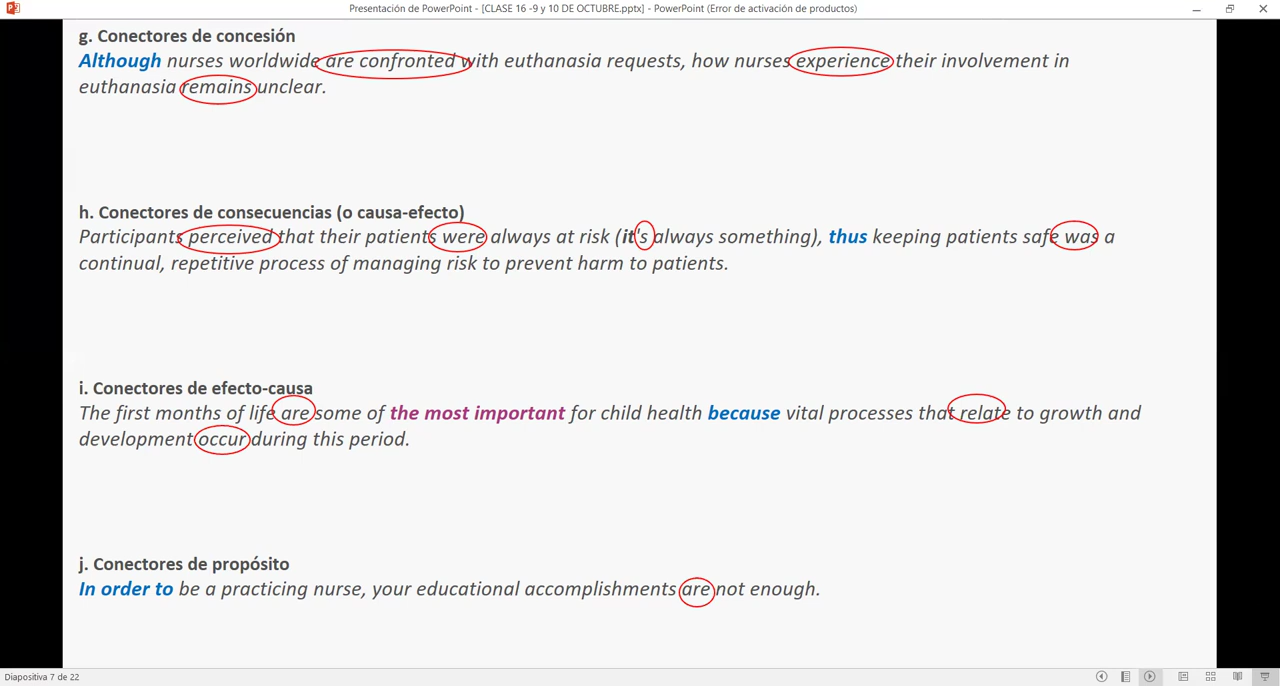 Presentación de PowerPoint - [CLASE 16 -9 y 10 DE OCTUBRE.pptx] - PowerPoint (Error de activación de productos)
g. Conectores de concesión
Although nurses worldwide are confronted with euthanasia requests, how nurses experience their involvement in
euthanasia remains unclear.
h. Conectores de consecuencias (o causa-efecto)
Participants perceived that their patients were always at risk (it's always something), thus keeping patients safe was a
continual, repetitive process of managing risk to prevent harm to patients.
i. Conectores de efecto-causa
The first months of life are some of the most important for child health because vital processes that relate to growth and
development occur during this period.
j. Conectores de propósito
In order to be a practicing nurse, your educational accomplishments are not enough.
Diapositiva 7 de 22